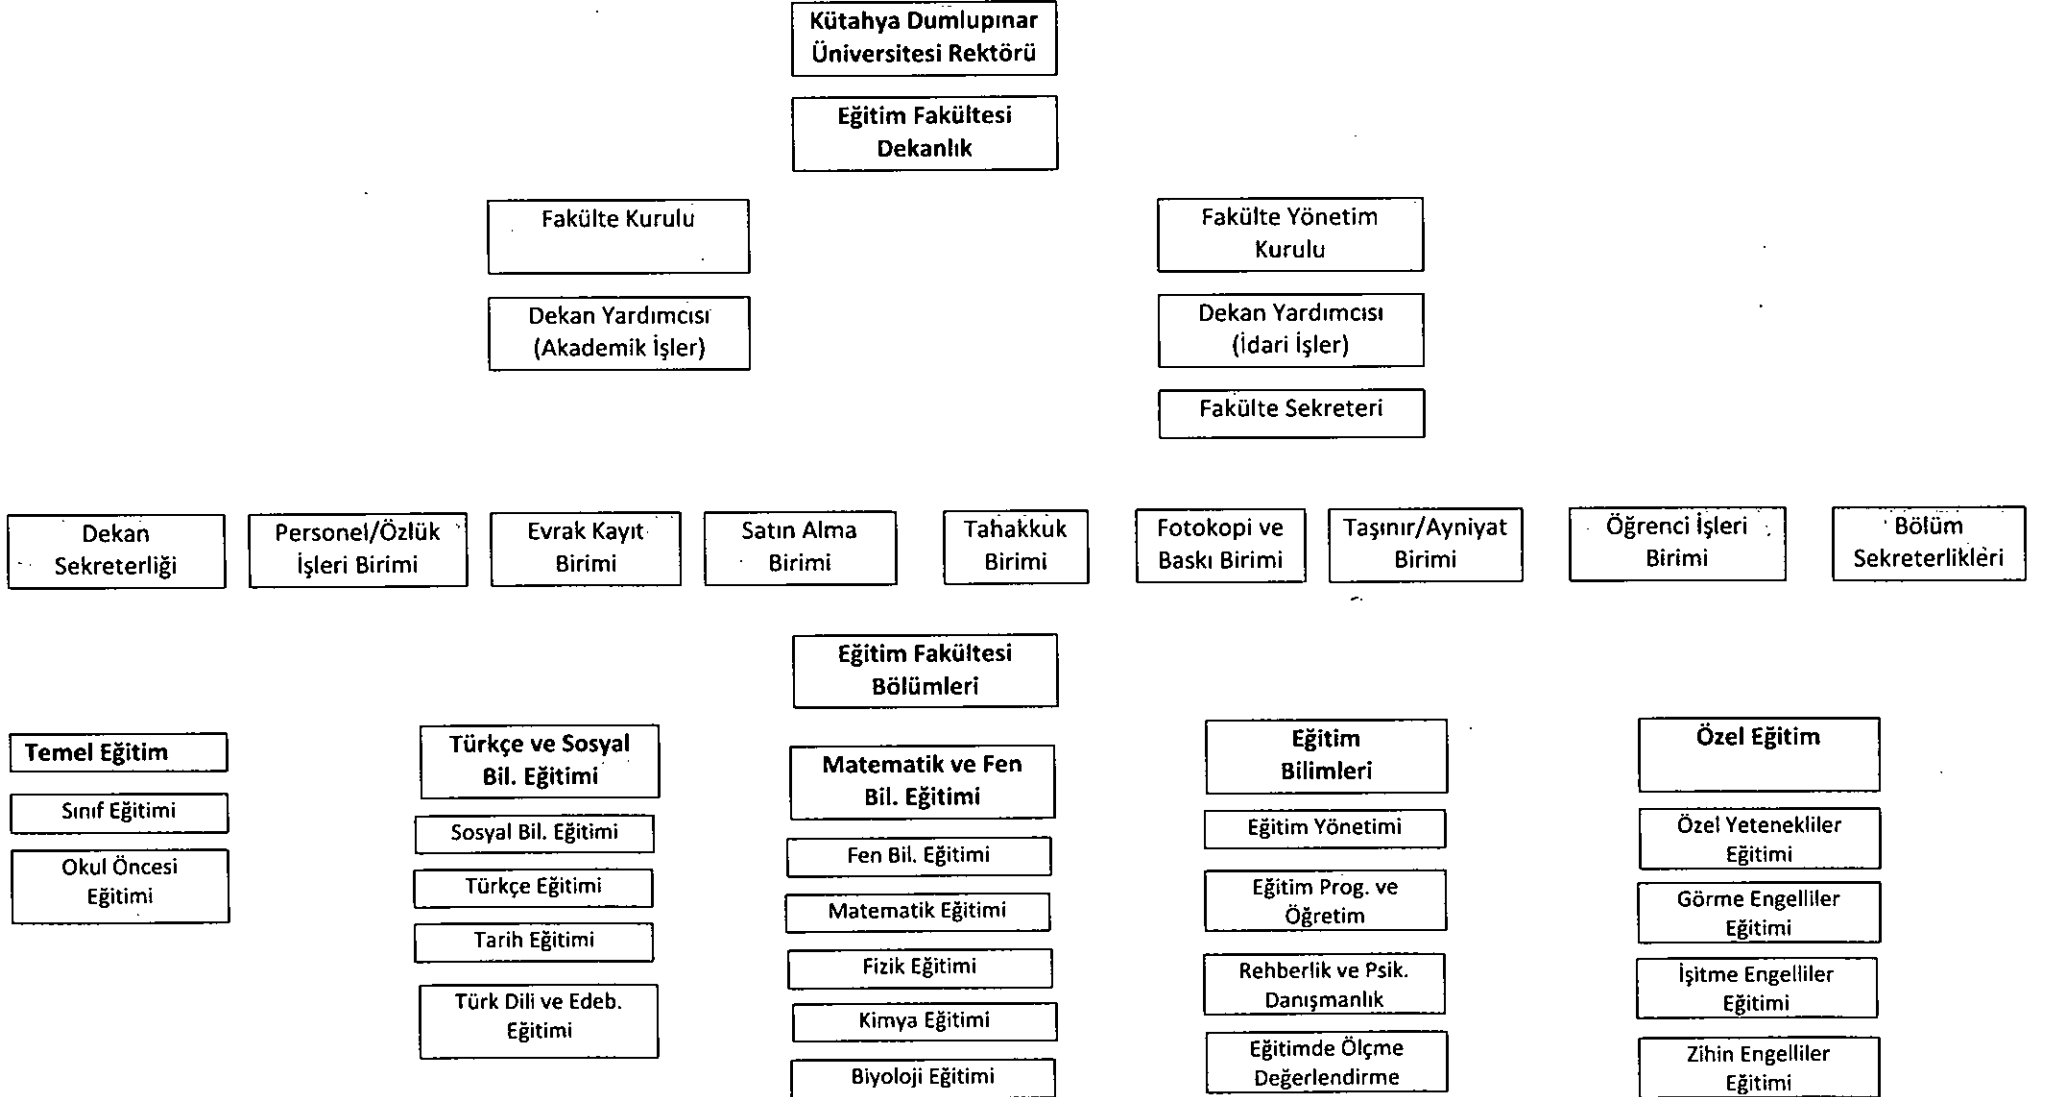 Kütahya Dumlupınar
Üniversitesi Rektörü
Eğitim Fakültesi
Dekanlık
Fakülte Kurulu
Fakülte Yönetim
Kurulu
Dekan Yardımcısı
(Akademik İşler)
Dekan Yardımcısı
(İdari İşler)
Fakülte Sekreteri
Dekan
Sekreterliği
Personel/Özlük
İşleri Birimi
Evrak Kayıt
Birimi
Satın Alma
Birimi
Tahakkuk
Birimi
Fotokopi ve
Baskı Birimi
Taşınır/Ayniyat
Birimi
Öğrenci İşleri
Birimi
Bölüm
Sekreterlikleri
Eğitim Fakültesi
Bölümleri
Temel Eğitim
Sınıf Eğitimi
Okul Öncesi
Eğitimi
Türkçe ve Sosyal
Bil. Eğitimi
Sosyal Bil. Eğitimi
Türkçe Eğitimi
Tarih Eğitimi
Türk Dili ve Edeb.
Eğitimi
Matematik ve Fen
Bil. Eğitimi
Fen Bil. Eğitimi
Matematik Eğitimi
Fizik Eğitimi
Kimya Eğitimi
Biyoloji Eğitimi
Eğitim
Bilimleri
Eğitim Yönetimi
Eğitim Prog. ve
Öğretim
Rehberlik ve Psik.
Danışmanlık
Eğitimde Ölçme
Değerlendirme
Özel Eğitim
Özel Yetenekliler
Eğitimi
Görme Engelliler
Eğitimi
İşitme Engelliler
Eğitimi
Zihin Engelliler
Eğitimi